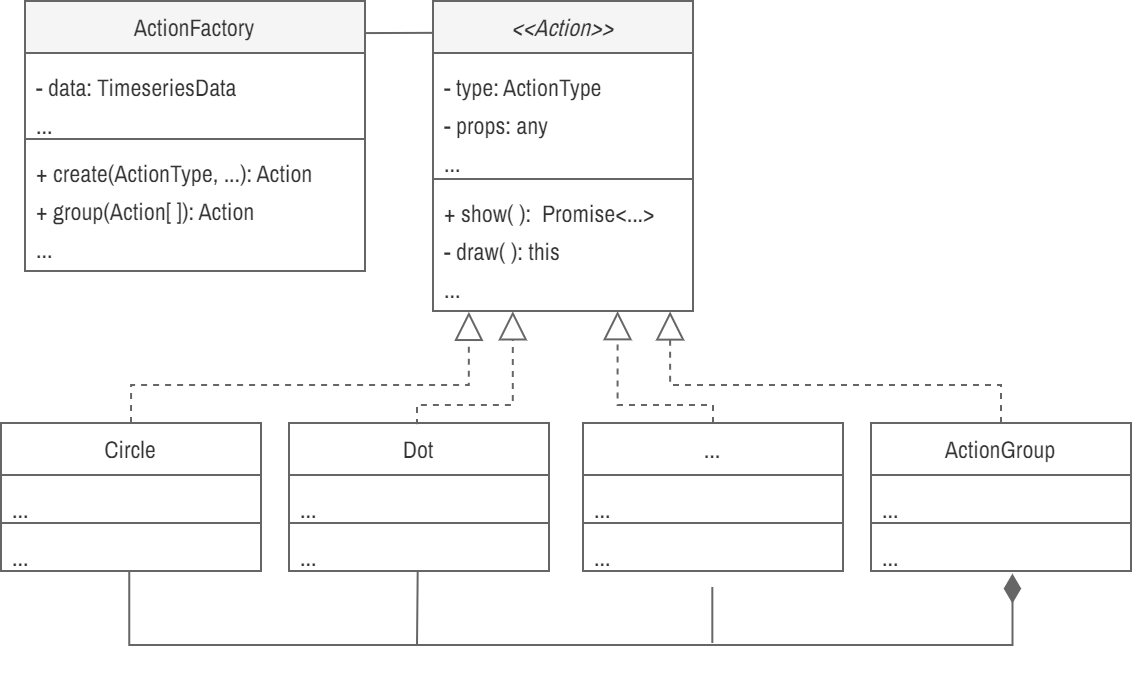 ActionFactory
- data: TimeseriesData
...
+ create(ActionType, ...): Action
+ group(Action[ ]): Action
...
<<Action>>
- type: ActionType
- props: any
...
+ show( ):  Promise<...>
- draw( ): this
...
Circle
...
...
Dot
...
...
...
...
...
ActionGroup
...
...